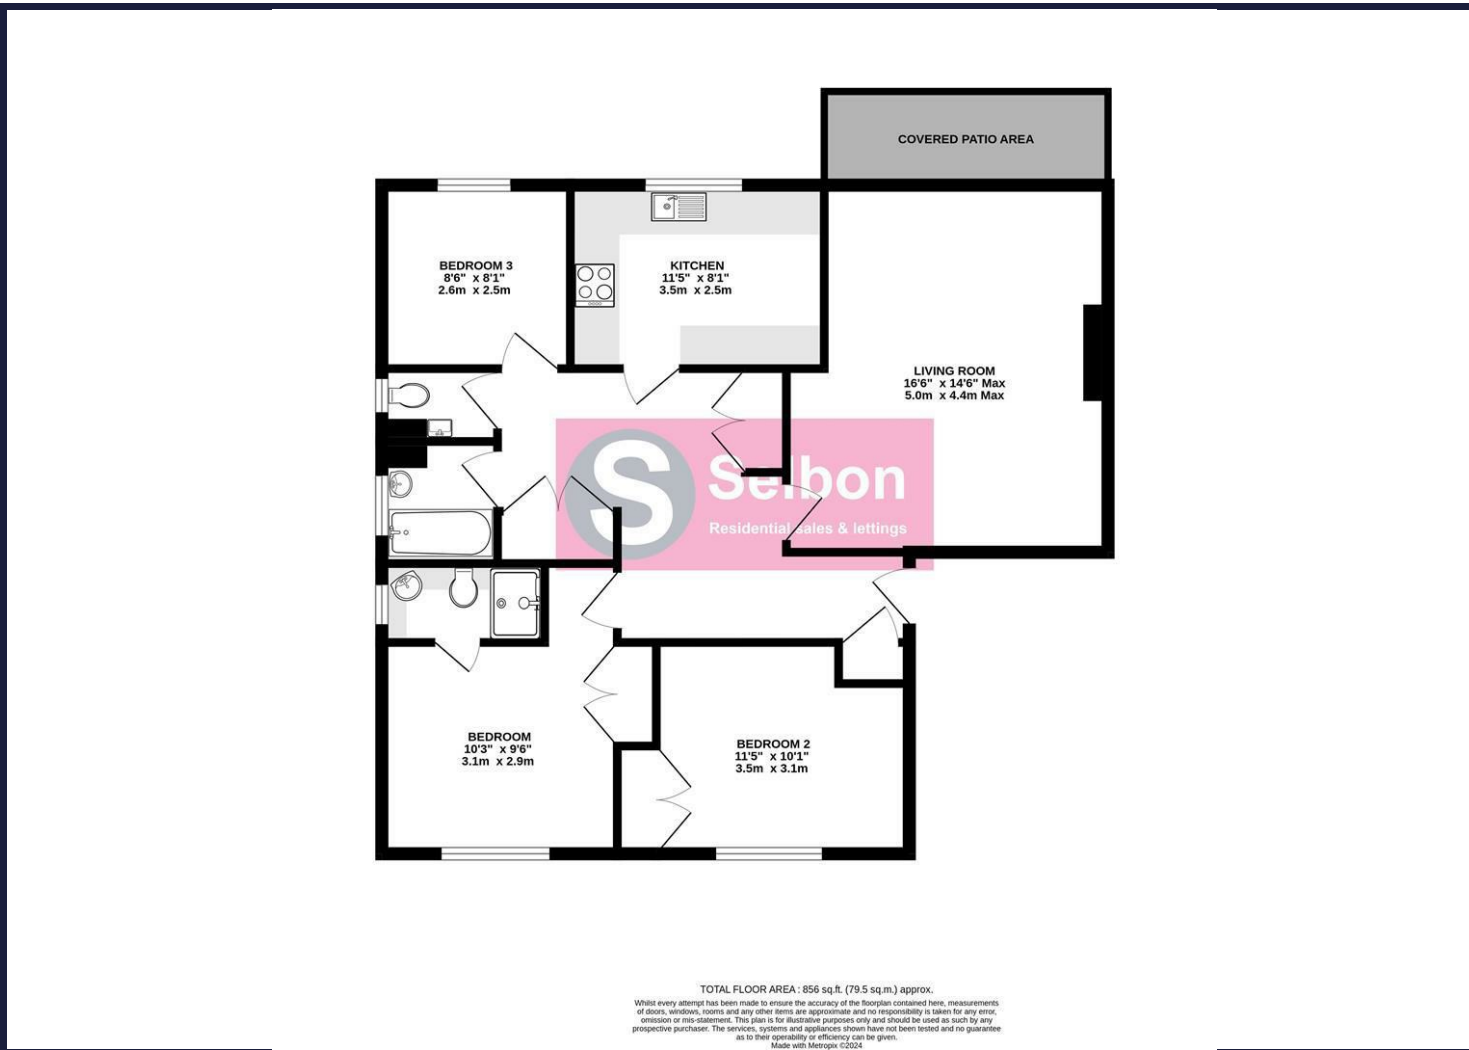 COVERED PATIO AREA
BEDROOM 3
8'6" x 8'1"
2.6m x 2.5m
KITCHEN
11'5" x 8'1"
3.5m x 2.5m
LIVING ROOM
16'6" x 14'6" Max
5.0m x 4.4m Max
S
Selbon
Residential sales & lettings
BEDROOM
10'3" x 9'6"
3.1m x 2.9m
BEDROOM 2
11'5" x 10'1"
3.5m x 3.1m
TOTAL FLOOR AREA : 856 sq.ft. (79.5 sq.m.) approx.
Whilst every attempt has been made to ensure the accuracy of the floorplan contained here, measurements
of doors, windows, rooms and any other items are approximate and no responsibility is taken for any error,
omission or mis-statement. This plan is for illustrative purposes only and should be used as such by any
prospective purchaser. The services, systems and appliances shown have not been tested and no guarantee
as to their operability or efficiency can be given.
Made with Metropix ©2024